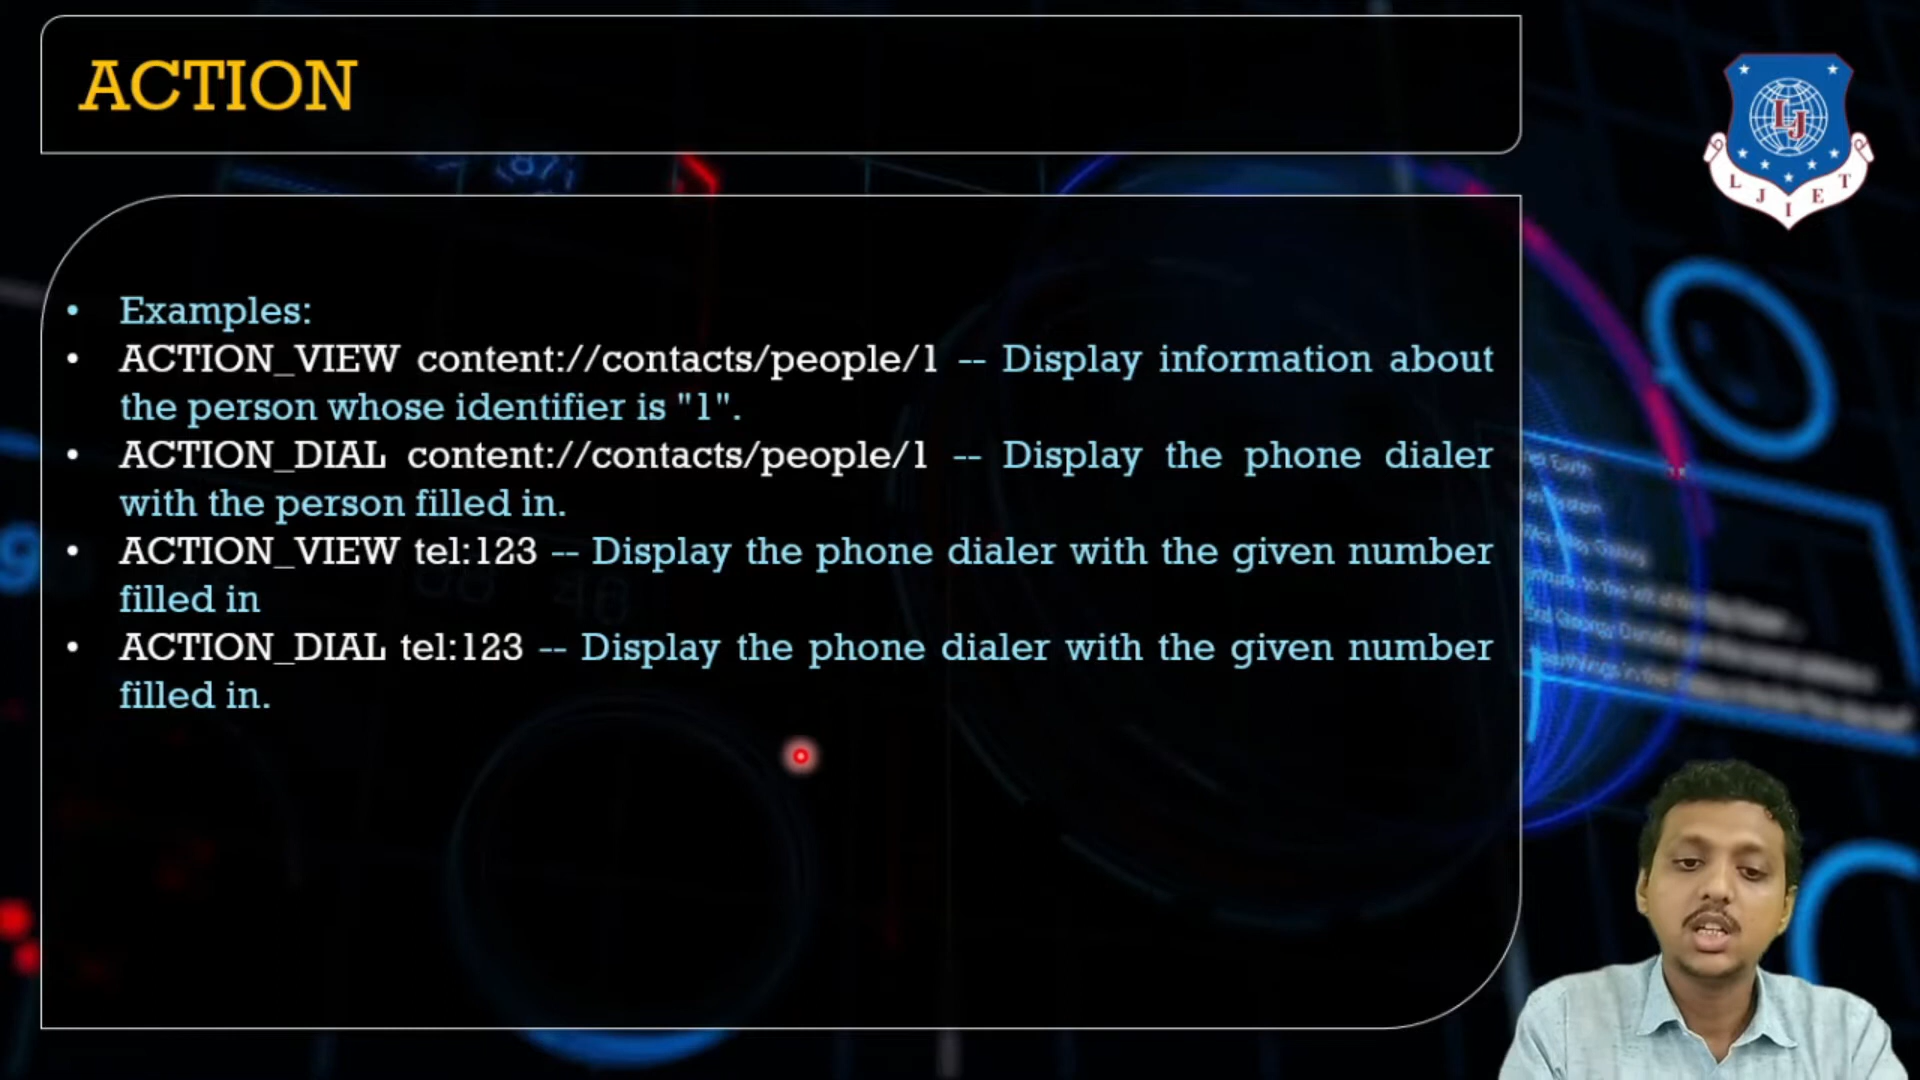 ACTION
L J I E T
LJ
• Examples:
• ACTION_VIEW content://contacts/people/1 -- Display information about
the person whose identifier is "1".
• ACTION_DIAL content://contacts/people/1 -- Display the phone dialer
with the person filled in.
• ACTION_VIEW tel:123 -- Display the phone dialer with the given number
filled in
• ACTION_DIAL tel:123 -- Display the phone dialer with the given number
filled in.